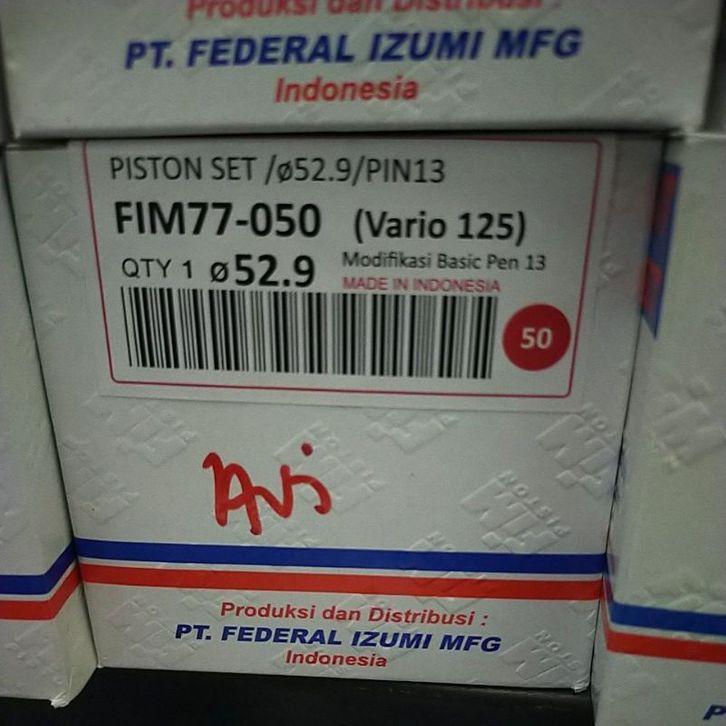 Produksi dan Distribusi :
PT. FEDERAL IZUMI MFG
Indonesia
PISTON SET /ø52.9/PIN13
FIM77-050 (Vario 125)
QTY 1 ø52.9 Modifikasi Basic Pen 13
MADE IN INDONESIA
50
Produksi dan Distribusi :
PT. FEDERAL IZUMI MFG
Indonesia